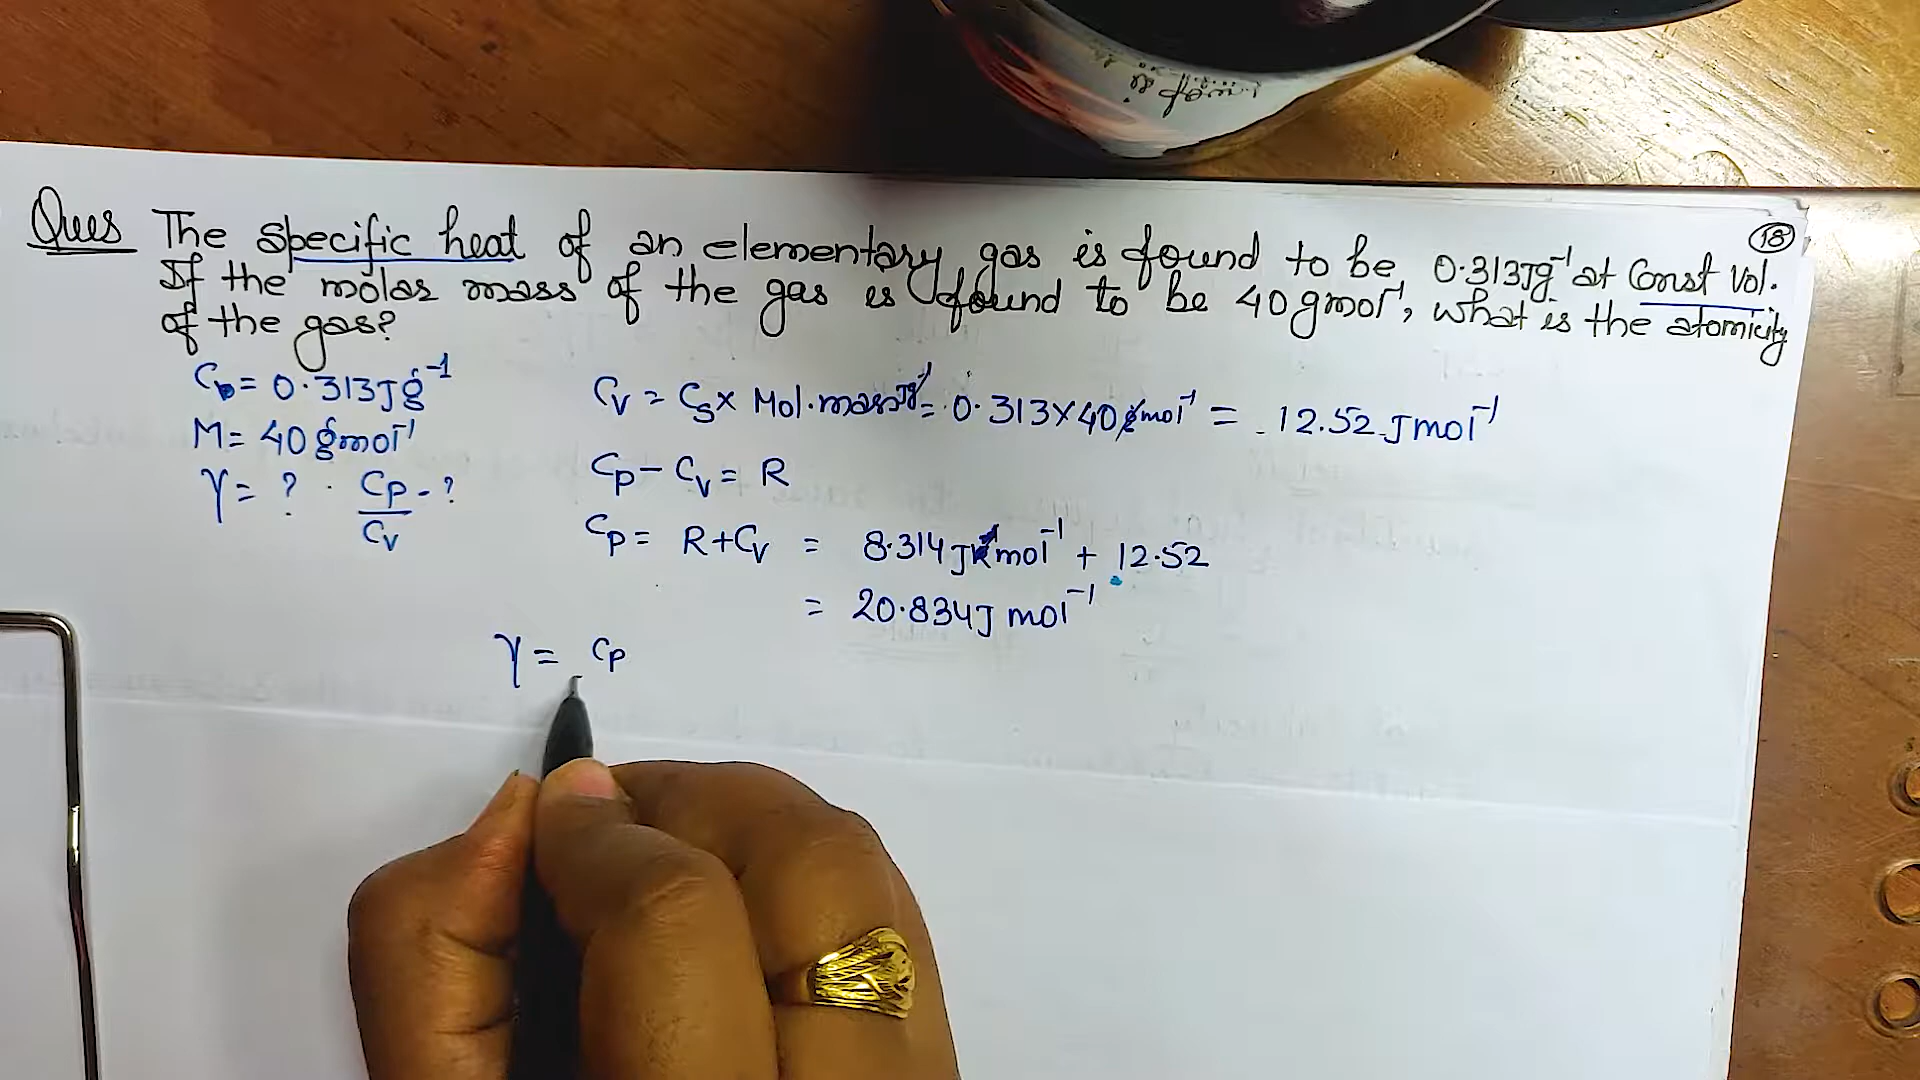 18
Ques The specific heat of an elementary gas is found to be 0.313Jg⁻¹ at Const Vol.
If the molar mass of the gas is found to be 40gmol⁻¹, what is the atomicity
of the gas?
= 0.313Jg⁻¹
M = 40gmol⁻¹
γ = ? Cp/Cv - ?
Cv = Cs x Mol. mass = 0.313 x 40gmol⁻¹ = 12.52 Jmol⁻¹
Cp - Cv = R
Cp = R+Cv = 8.314JK⁻¹mol⁻¹ + 12.52
= 20.834J mol⁻¹
γ = Cp